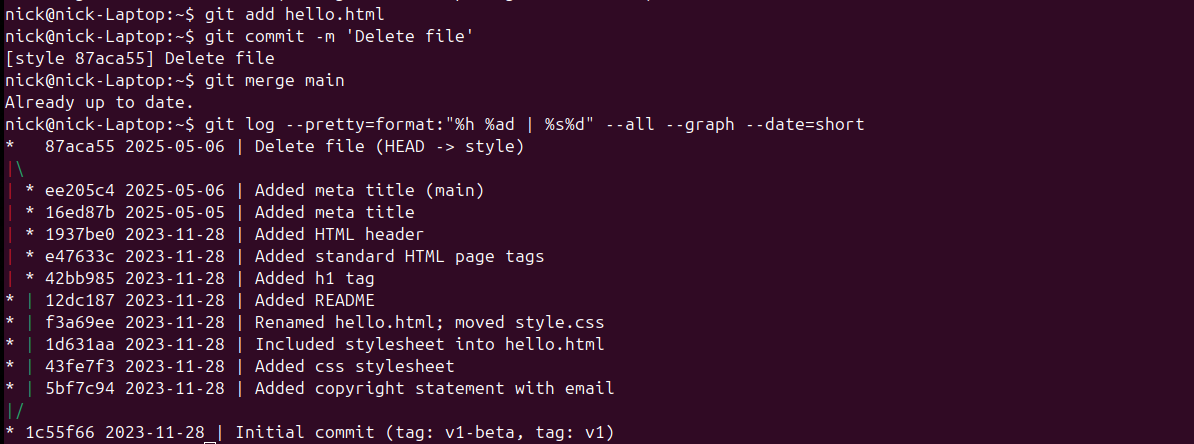 nick@nick-Laptop:~$ git add hello.html
nick@nick-Laptop:~$ git commit -m 'Delete file'
[style 87aca55] Delete file
nick@nick-Laptop:~$ git merge main
Already up to date.
nick@nick-Laptop:~$ git log --pretty=format:"%h %ad | %s%d" --all --graph --date=short
*   87aca55 2025-05-06 | Delete file (HEAD -> style)
|\
| * ee205c4 2025-05-06 | Added meta title (main)
| * 16ed87b 2025-05-05 | Added meta title
| * 1937be0 2023-11-28 | Added HTML header
| * e47633c 2023-11-28 | Added standard HTML page tags
| * 42bb985 2023-11-28 | Added h1 tag
* | 12dc187 2023-11-28 | Added README
* | f3a69ee 2023-11-28 | Renamed hello.html; moved style.css
* | 1d631aa 2023-11-28 | Included stylesheet into hello.html
* | 43fe7f3 2023-11-28 | Added css stylesheet
* | 5bf7c94 2023-11-28 | Added copyright statement with email
|/
* 1c55f66 2023-11-28 | Initial commit (tag: v1-beta, tag: v1)